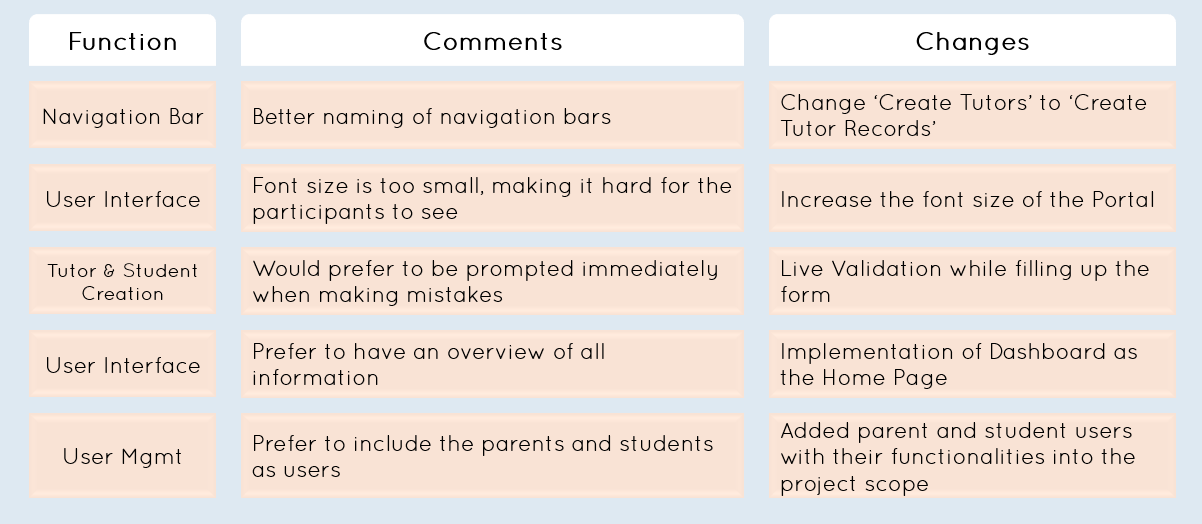 Function
Comments
Changes
Navigation Bar
Better naming of navigation bars
Change ‘Create Tutors’ to ‘Create
Tutor Records’
User Interface
Font size is too small, making it hard for the
participants to see
Increase the font size of the Portal
Tutor & Student
Creation
Would prefer to be prompted immediately
when making mistakes
Live Validation while filling up the
form
User Interface
Prefer to have an overview of all
information
Implementation of Dashboard as
the Home Page
User Mgmt
Prefer to include the parents and students
as users
Added parent and student users
with their functionalities into the
project scope